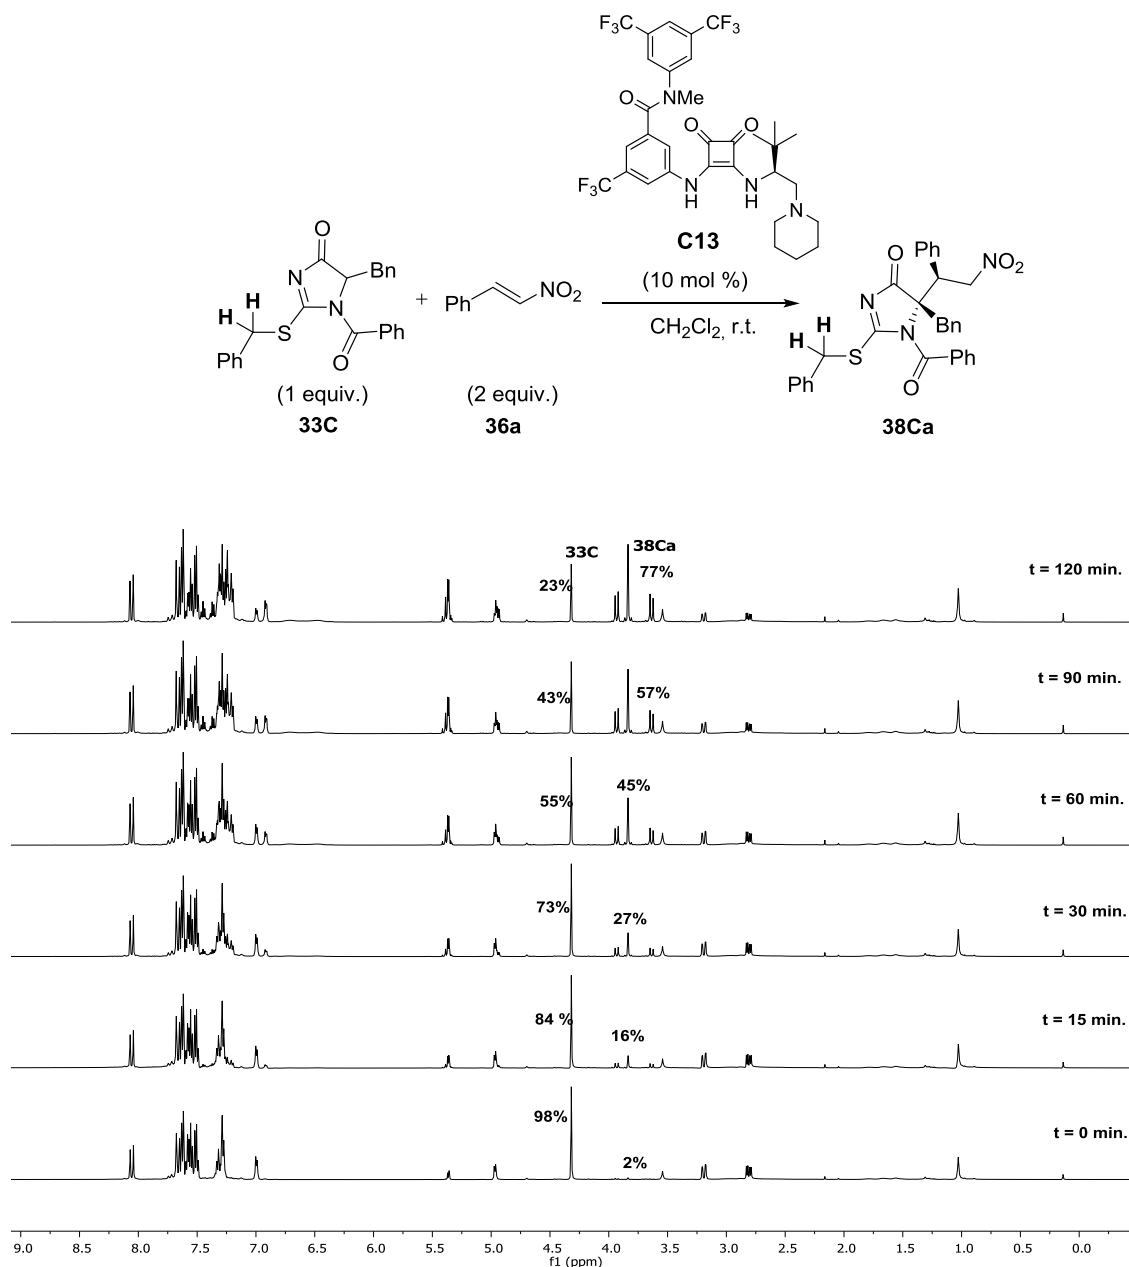 F₃C CF₃
O NMe
O O
F₃C N H N H
N
C13
O Bn N N H H S Ph O Ph
+
Ph NO₂
(10 mol %)
CH₂Cl₂, r.t.
O Ph NO₂ N N Bn H H S Ph O Ph
(1 equiv.) (2 equiv.)
33C 36a 38Ca
33C 38Ca
23% 77% t = 120 min.
43% 57% t = 90 min.
55% 45% t = 60 min.
73% 27% t = 30 min.
84 % 16% t = 15 min.
98% 2% t = 0 min.
9.0 8.5 8.0 7.5 7.0 6.5 6.0 5.5 5.0 4.5 4.0 3.5 3.0 2.5 2.0 1.5 1.0 0.5 0.0
f1 (ppm)